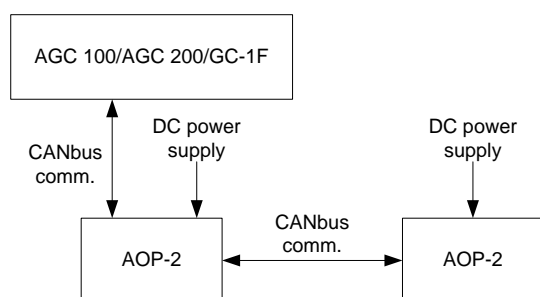 AGC 100/AGC 200/GC-1F
CANbus
comm.
DC power
supply
DC power
supply
AOP-2
CANbus
comm.
AOP-2